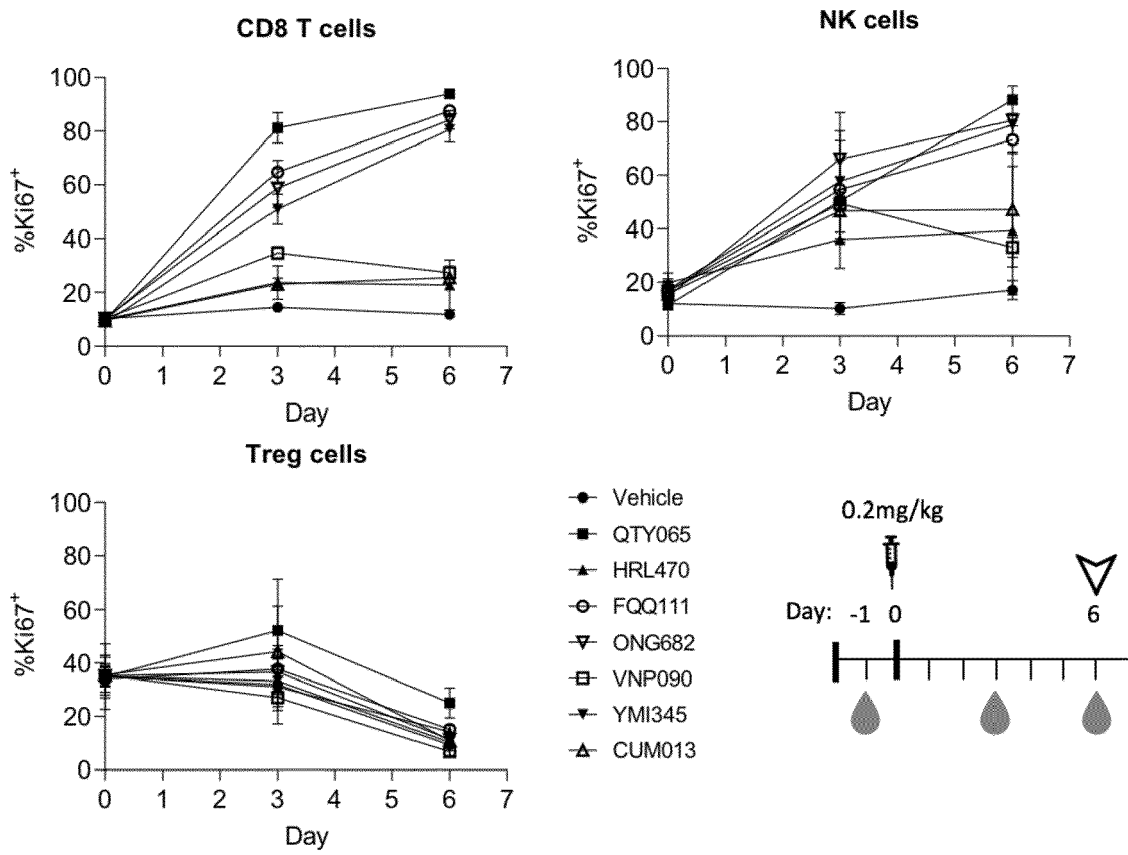 CD8 T cells
%Ki67+
100
80
60
40
20
0
0 1 2 3 4 5 6 7
Day
NK cells
%Ki67+
100
80
60
40
20
0
0 1 2 3 4 5 6 7
Day
Treg cells
%Ki67+
100
80
60
40
20
0
0 1 2 3 4 5 6 7
Day
Vehicle
QTY065
HRL470
FQQ111
ONG682
VNP090
YMI345
CUM013
0.2mg/kg
Day: -1 0 6